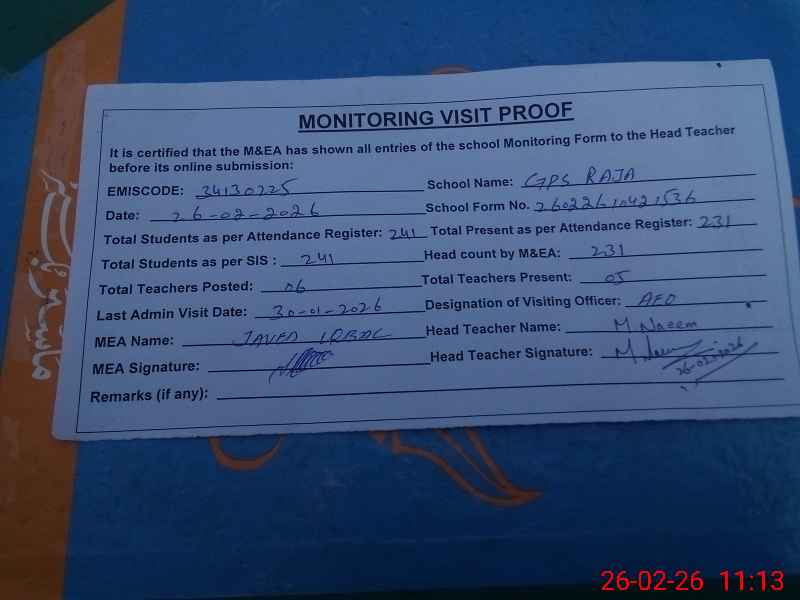 MONITORING VISIT PROOF
It is certified that the M&EA has shown all entries of the school Monitoring Form to the Head Teacher
before its online submission:
EMISCODE: 34130225 School Name: GPS RAJA
Date: 26-02-2026 School Form No. 26022610421536
Total Students as per Attendance Register: 241 Total Present as per Attendance Register: 231
Total Students as per SIS : 241 Head count by M&EA: 231
Total Teachers Posted: 06 Total Teachers Present: 05
Last Admin Visit Date: 30-01-2026 Designation of Visiting Officer: AEO
MEA Name: JAVED IQBAL Head Teacher Name: M Naeem
MEA Signature: Head Teacher Signature: M Naeem
26-02-2026
Remarks (if any):
26-02-26 11:13